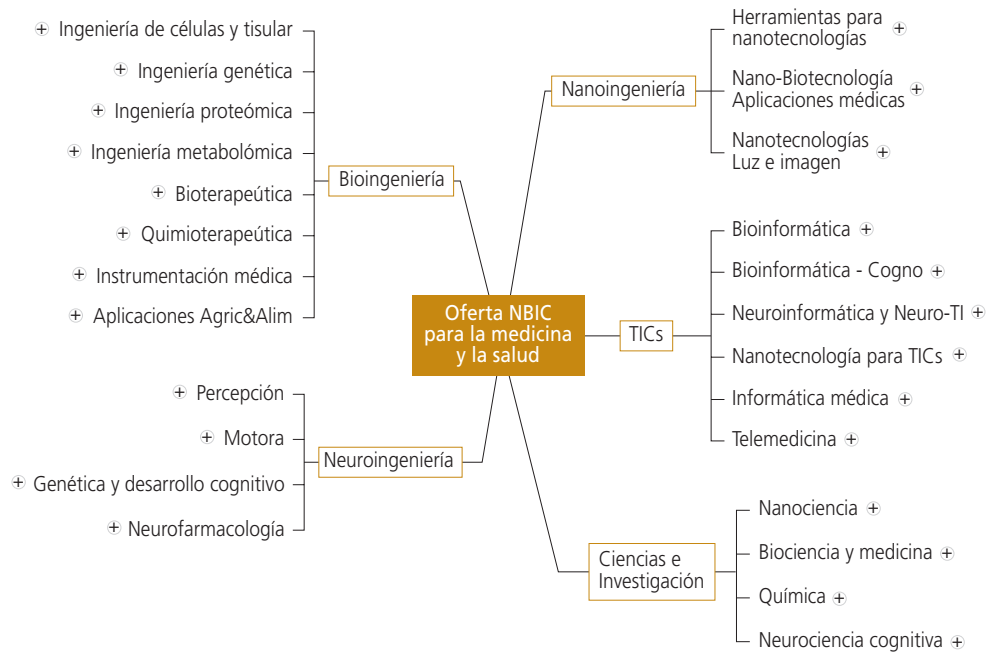 Oferta NBIC
para la medicina
y la salud
Bioingeniería
Ingeniería de células y tisular
Ingeniería genética
Ingeniería proteómica
Ingeniería metabolómica
Bioterapeútica
Quimioterapeútica
Instrumentación médica
Aplicaciones Agric&Alim
Neuroingeniería
Percepción
Motora
Genética y desarrollo cognitivo
Neurofarmacología
Nanoingeniería
Herramientas para
nanotecnologías
Nano-Biotecnología
Aplicaciones médicas
Nanotecnologías
Luz e imagen
TICs
Bioinformática
Bioinformática - Cogno
Neuroinformática y Neuro-TI
Nanotecnología para TICs
Informática médica
Telemedicina
Ciencias e
Investigación
Nanociencia
Biociencia y medicina
Química
Neurociencia cognitiva